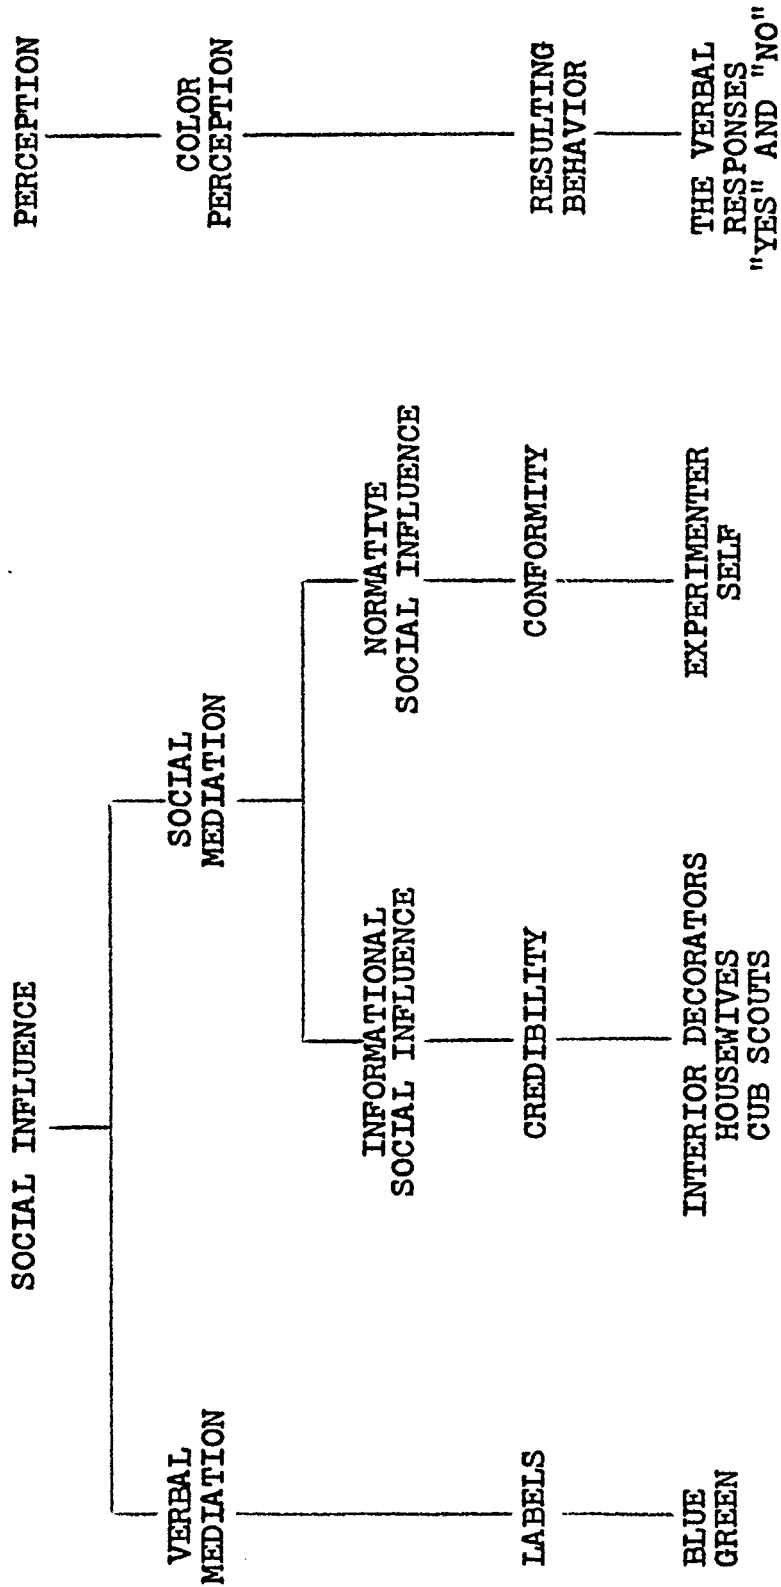 SOCIAL INFLUENCE
VERBAL
MEDIATION
LABELS
BLUE
GREEN
SOCIAL
MEDIATION
INFORMATIONAL
SOCIAL INFLUENCE
CREDIBILITY
INTERIOR DECORATORS
HOUSEWIVES
CUB SCOUTS
NORMATIVE
SOCIAL INFLUENCE
CONFORMITY
EXPERIMENTER
SELF
PERCEPTION
COLOR
PERCEPTION
RESULTING
BEHAVIOR
THE VERBAL
RESPONSES
"YES" AND "NO"